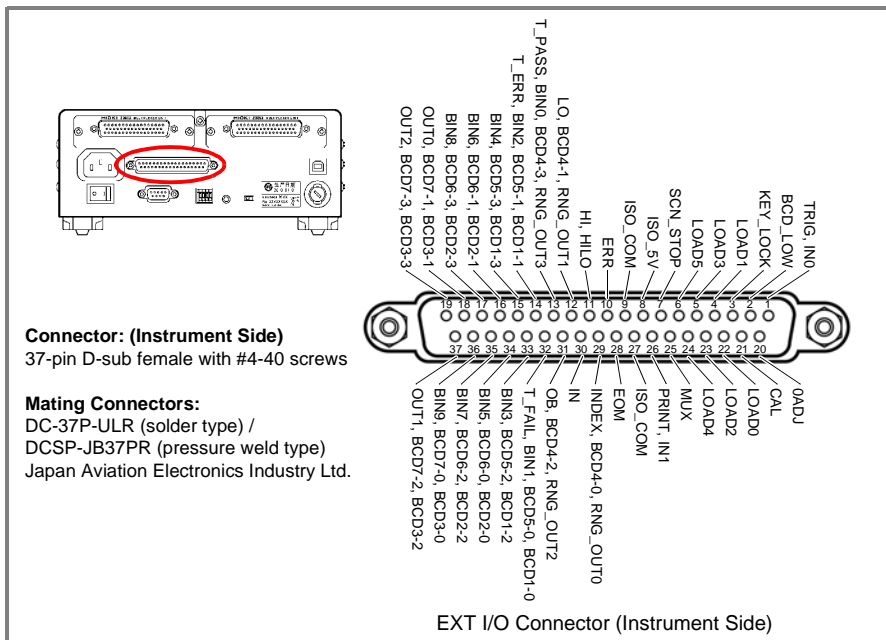 OUT2, BCD7-3, BCD3-3
OUT0, BCD7-1, BCD3-1
BIN8, BCD6-3, BCD2-3
BIN6, BCD6-1, BCD2-1
BIN4, BCD5-3, BCD1-3
T_ERR, BIN2, BCD5-1, BCD1-1
T_PASS, BIN0, BCD4-3, RNG_OUT3
LO, BCD4-1, RNG_OUT1
HI, HILO
ERR
ISO_COM
ISO_5V
SCN_STOP
LOAD5
LOAD3
LOAD1
KEY_LOCK
BCD_LOW
TRIG, IN0
19 18 17 16 15 14 13 12 11 10 9 8 7 6 5 4 3 2 1
37 36 35 34 33 32 31 30 29 28 27 26 25 24 23 22 21 20
OUT1, BCD7-2, BCD3-2
BIN9, BCD7-0, BCD3-0
BIN7, BCD6-2, BCD2-2
BIN5, BCD6-0, BCD2-0
BIN3, BCD5-2, BCD1-2
T_FAIL, BIN1, BCD5-0, BCD1-0
OB, BCD4-2, RNG_OUT2
IN
INDEX, BCD4-0, RNG_OUT0
EOM
ISO_COM
PRINT, IN1
MUX
LOAD4
LOAD2
LOAD0
CAL
0ADJ
Connector: (Instrument Side)
37-pin D-sub female with #4-40 screws
Mating Connectors:
DC-37P-ULR (solder type) /
DCSP-JB37PR (pressure weld type)
Japan Aviation Electronics Industry Ltd.
EXT I/O Connector (Instrument Side)